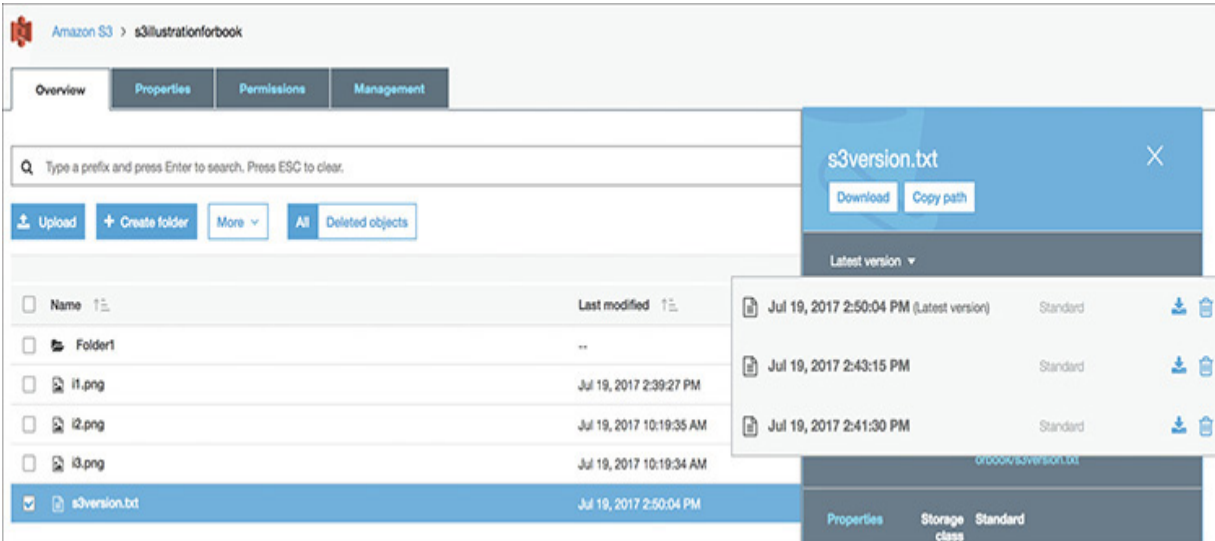 Amazon S3 > s3illustrationforbook
Overview Properties Permissions Management
Type a prefix and press Enter to search. Press ESC to clear.
Upload + Create folder More All Deleted objects
Name Last modified
Folder1 --
i1.png Jul 19, 2017 2:39:27 PM
i2.png Jul 19, 2017 10:19:35 AM
i3.png Jul 19, 2017 10:19:34 AM
s3version.txt Jul 19, 2017 2:50:04 PM
s3version.txt
Download Copy path
Latest version
Jul 19, 2017 2:50:04 PM (Latest version) Standard
Jul 19, 2017 2:43:15 PM Standard
Jul 19, 2017 2:41:30 PM Standard
orbook/s3version.txt
Properties Storage class Standard